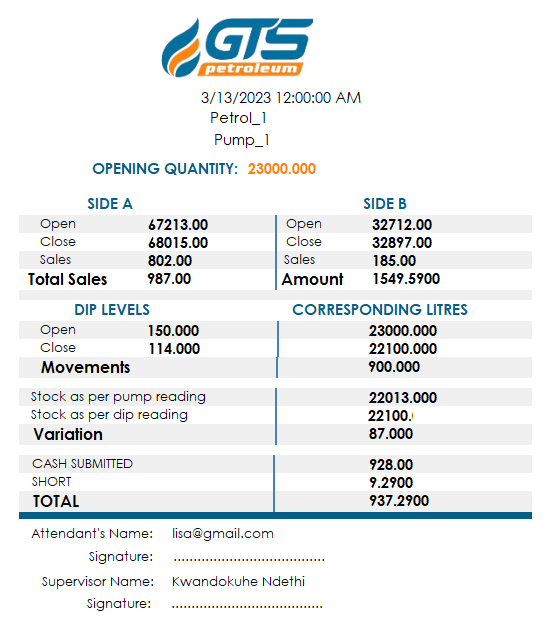 GTS
petroleum
3/13/2023 12:00:00 AM
Petrol_1
Pump_1
OPENING QUANTITY: 23000.000
SIDE A SIDE B
Open 67213.00 Open 32712.00
Close 68015.00 Close 32897.00
Sales 802.00 Sales 185.00
Total Sales 987.00 Amount 1549.5900
DIP LEVELS CORRESPONDING LITRES
Open 150.000 23000.000
Close 114.000 22100.000
Movements 900.000
Stock as per pump reading 22013.000
Stock as per dip reading 22100.
Variation 87.000
CASH SUBMITTED 928.00
SHORT 9.2900
TOTAL 937.2900
Attendant's Name: lisa@gmail.com
Signature: ......................................
Supervisor Name: Kwandokuhe Ndethi
Signature: ......................................